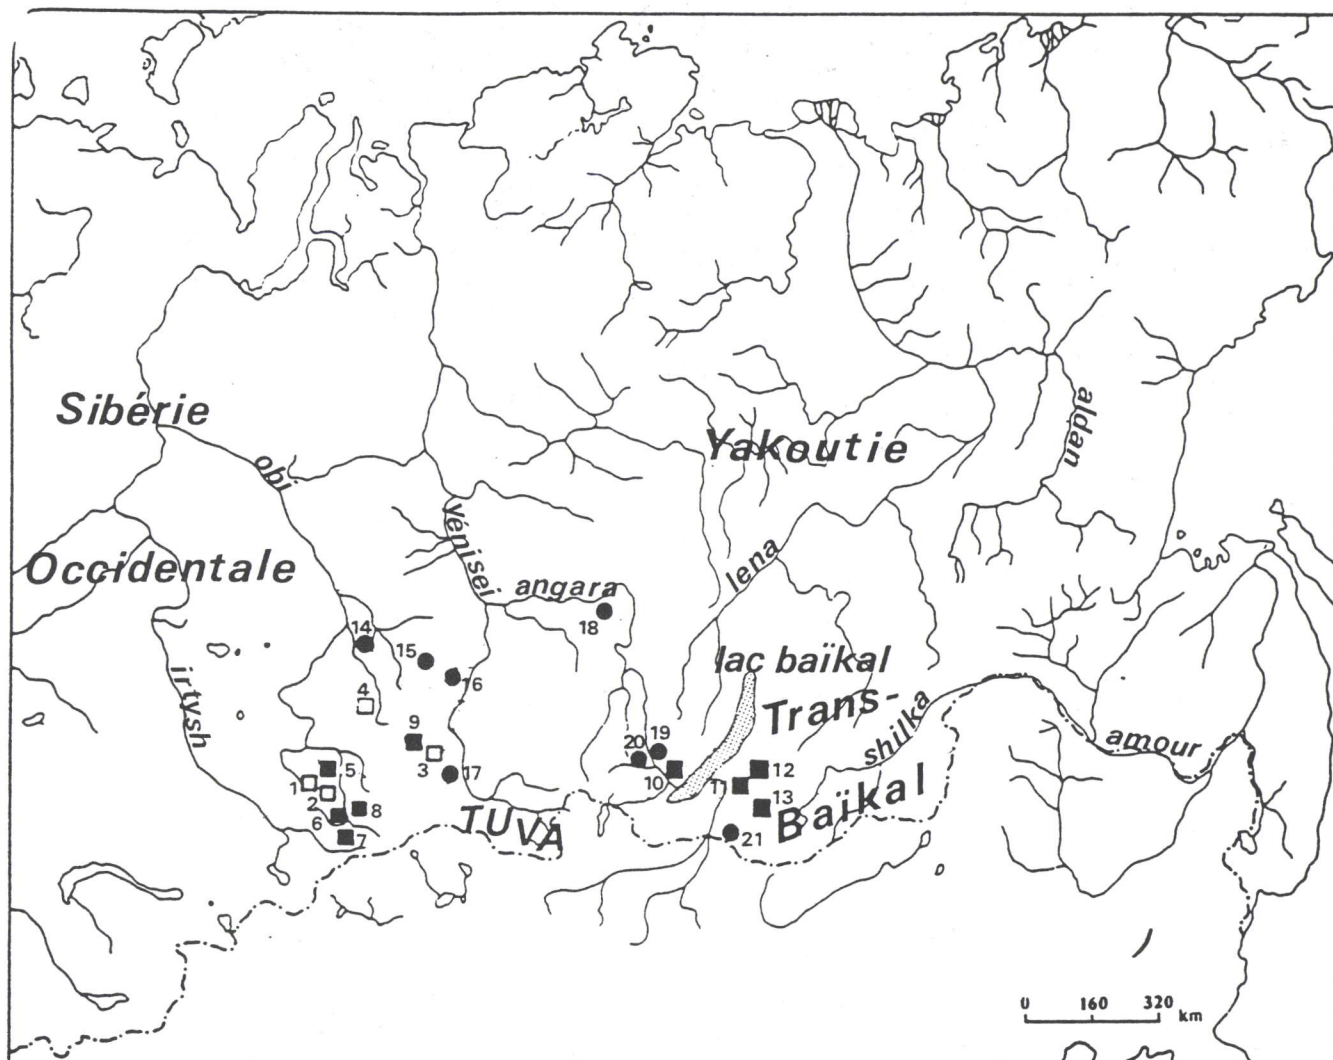 Sibérie
obi
Yakoutie
aldan
Occidentale
Yénisei
angara
lena
18
14
15
16
irtysh
4
lac baïkal
Trans-
shilka
amour
9
3
17
20
19
10
11
12
13
Baïkal
21
1
5
2
6
8
7
TUVA
0 160 320
km